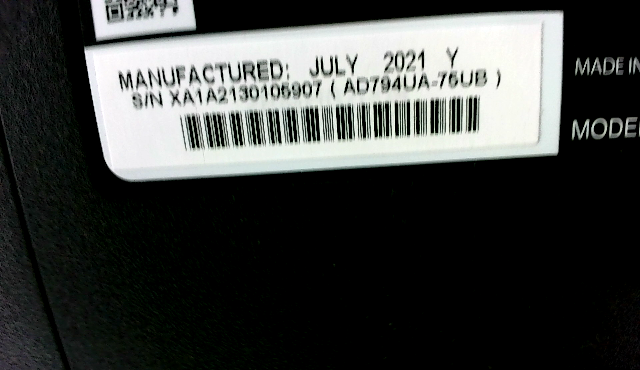 MANUFACTURED: JULY 2021 Y
S/N XA1A2130105907 ( AD794UA-75UB )
MADE IN
MODEL